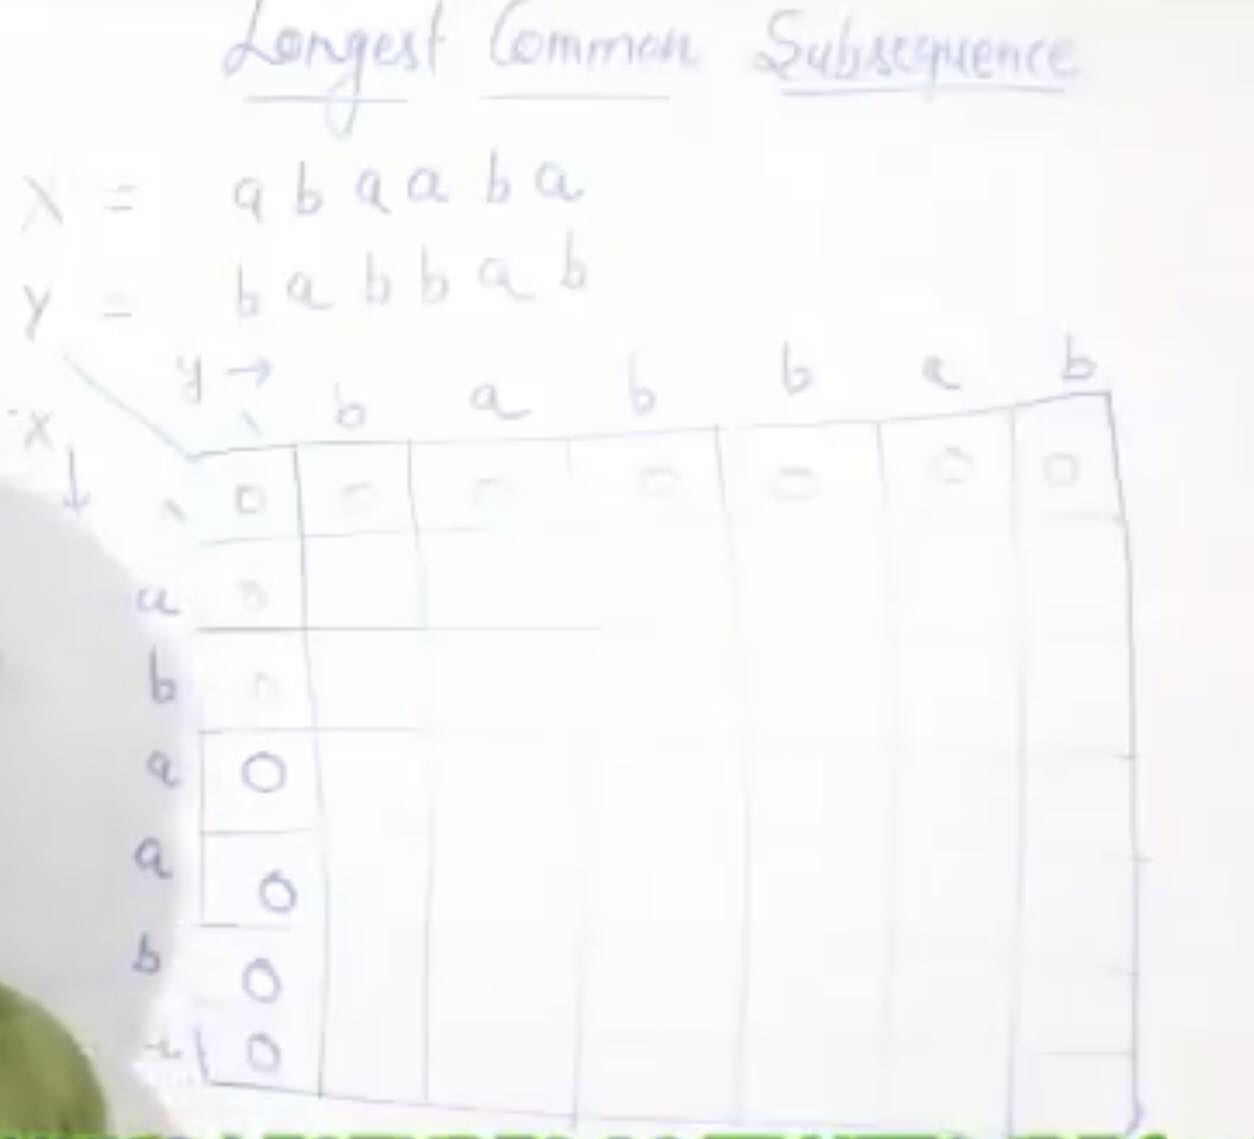 Longest Common Subsequence
X = a b a a b a
Y = b a b b a b
y →
b a b b a b
x ↓
0 0 0 0 0 0 0
a 0
b 0
a 0
a 0
b 0
0